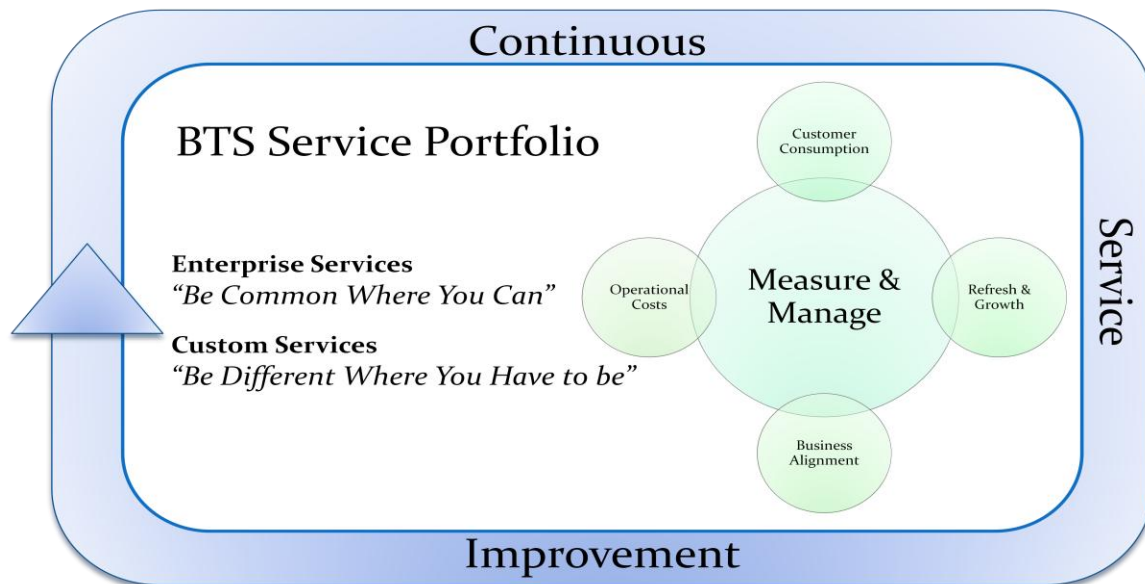 Continuous
BTS Service Portfolio
Enterprise Services
“Be Common Where You Can”
Custom Services
“Be Different Where You Have to be”
Customer
Consumption
Operational
Costs
Measure &
Manage
Refresh &
Growth
Business
Alignment
Service
Improvement